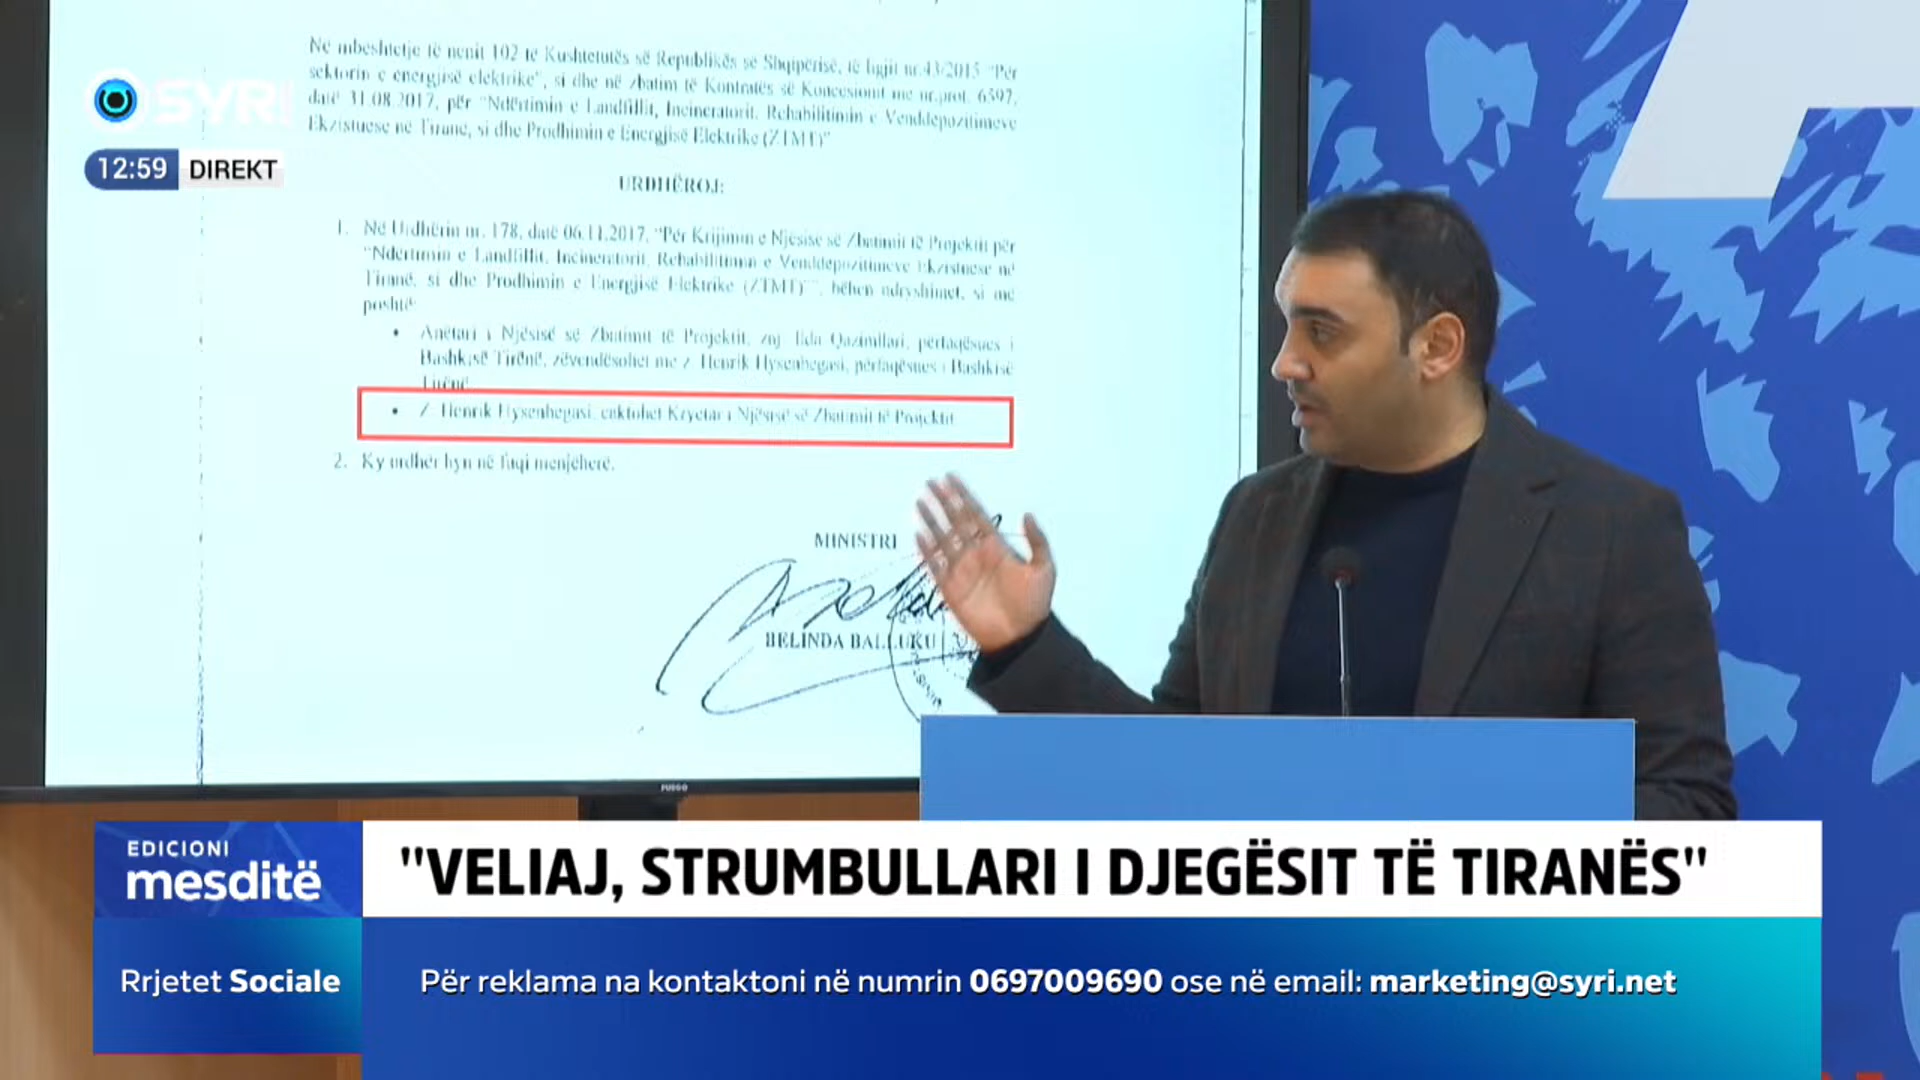 Në mbështetje të nenit 102 të Kushtetutës së Republikës së Shqipërisë, të ligjit nr.43/2015 "Për
sektorin e energjisë elektrike", si dhe në zbatim të Kontratës së Koncesionit me nr.prot. 6597,
datë 31.08.2017, për "Ndërtimin e Landfillit, Incineratorit, Rehabilitimin e Venddepozitimeve
Ekzistuese në Tiranë, si dhe Prodhimin e Energjisë Elektrike (ZTMT)"
SYRI
12:59 DIREKT
URDHËROJ:
1. Në Urdhërin nr. 178, datë 06.11.2017, "Për Krijimin e Njësisë së Zbatimit të Projektit për
"Ndërtimin e Landfillit, Incineratorit, Rehabilitimin e Venddepozitimeve Ekzistuese në
Tiranë, si dhe Prodhimin e Energjisë Elektrike (ZTMT)"", bëhen ndryshimet, si më
poshtë:
• Anëtari i Njësisë së Zbatimit të Projektit, znj. Ilda Qazimllari, përfaqësues i
Bashkisë Tiranë, zëvendësohet me z. Henrik Hysenbegasi, përfaqësues i Bashkisë
Tiranë
• Z. Henrik Hysenbegasi, emërohet Kryetar i Njësisë së Zbatimit të Projektit
2. Ky urdhër hyn në fuqi menjëherë.
MINISTRI
BELINDA BALLUKU
FUEGO
EDICIONI
mesditë
"VELIAJ, STRUMBULLARI I DJEGËSIT TË TIRANËS"
Rrjetet Sociale
Për reklama na kontaktoni në numrin 0697009690 ose në email: marketing@syri.net